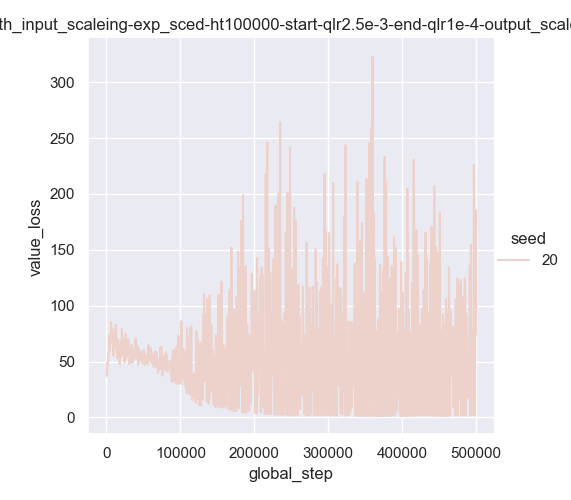 th_input_scaleing-exp_sced-ht100000-start-qlr2.5e-3-end-qlr1e-4-output_scale
300
250
200
150
100
50
0
value_loss
0 100000 200000 300000 400000 500000
global_step
seed
20